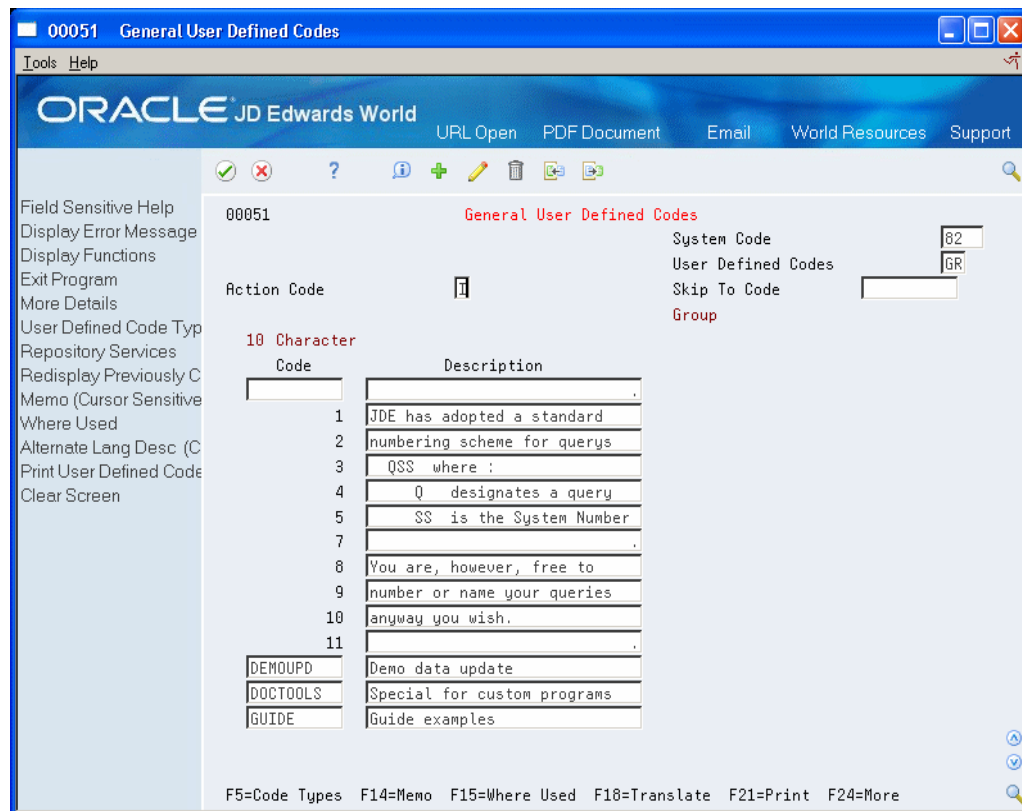 00051 General User Defined Codes
Tools Help
ORACLE JD Edwards World
URL Open PDF Document Email World Resources Support
Field Sensitive Help
Display Error Message
Display Functions
Exit Program
More Details
User Defined Code Typ
Repository Services
Redisplay Previously C
Memo (Cursor Sensitive
Where Used
Alternate Lang Desc (C
Print User Defined Code
Clear Screen
00051 General User Defined Codes
System Code 82
User Defined Codes GR
Action Code I Skip To Code
Group
10 Character
Code Description
.
1 JDE has adopted a standard
2 numbering scheme for querys
3 QSS where :
4 Q designates a query
5 SS is the System Number
7 .
8 You are, however, free to
9 number or name your queries
10 anyway you wish.
11 .
DEMOUPD Demo data update
DOCTOOLS Special for custom programs
GUIDE Guide examples
F5=Code Types F14=Memo F15=Where Used F18=Translate F21=Print F24=More